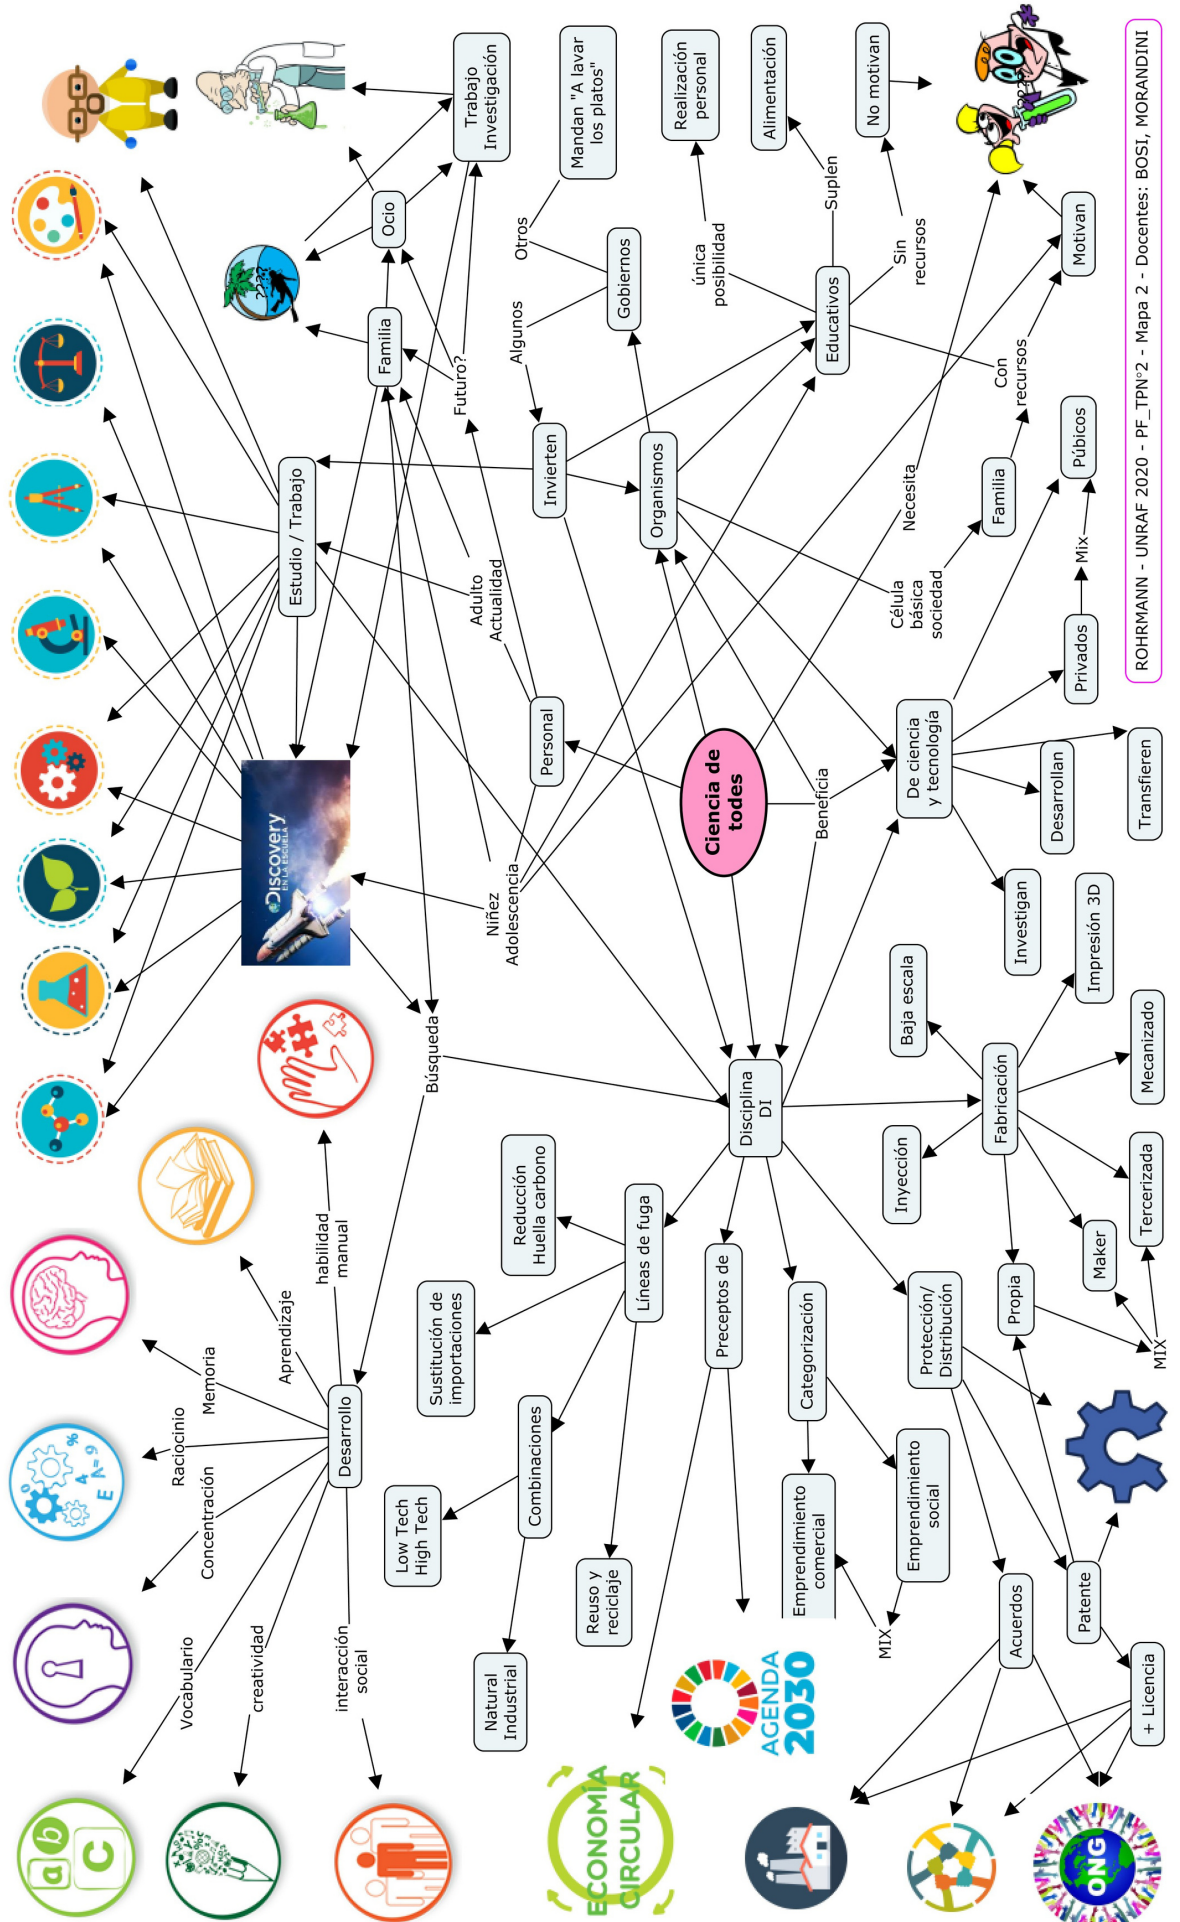 a b
C
Vocabulario
creatividad
interacción
social
Concentración
Raciocinio
E A=9
4 %
Memoria
Aprendizaje
habilidad
manual
Desarrollo
Búsqueda
Discovery
EN LA ESCUELA
Niñez
Adolescencia
Estudio / Trabajo
Adulto
Actualidad
Futuro?
Familia
Ocio
????
Trabajo
Investigación
Personal
Algunos
Otros
Mandan "A lavar
los platos"
Invierten
Gobiernos
Organismos
única
posibilidad
Realización
personal
Suplen
Alimentación
Educativos
Sin
recursos
No motivan
???
Con
recursos
Motivan
Necesita
Célula
básica
sociedad
Familia
Ciencia de
todes
Beneficia
De ciencia
y tecnología
Púbicos
Mix
Privados
Transfieren
Desarrollan
Investigan
Disciplina
DI
Líneas de fuga
Reducción
Huella carbono
Sustitución de
importaciones
Combinaciones
Low Tech
High Tech
Natural
Industrial
Reuso y
reciclaje
Preceptos de
ECONOMÍA
CIRCULAR
AGENDA
2030
Categorización
Emprendimiento
comercial
Emprendimiento
social
MIX
Protección/
Distribución
Acuerdos
Patente
+ Licencia
ONG
Fabricación
Baja escala
Impresión 3D
Mecanizado
Inyección
Tercerizada
Maker
Propia
MIX
ROHRMANN - UNRAF 2020 - PF_TPN°2 - Mapa 2 - Docentes: BOSI, MORANDINI